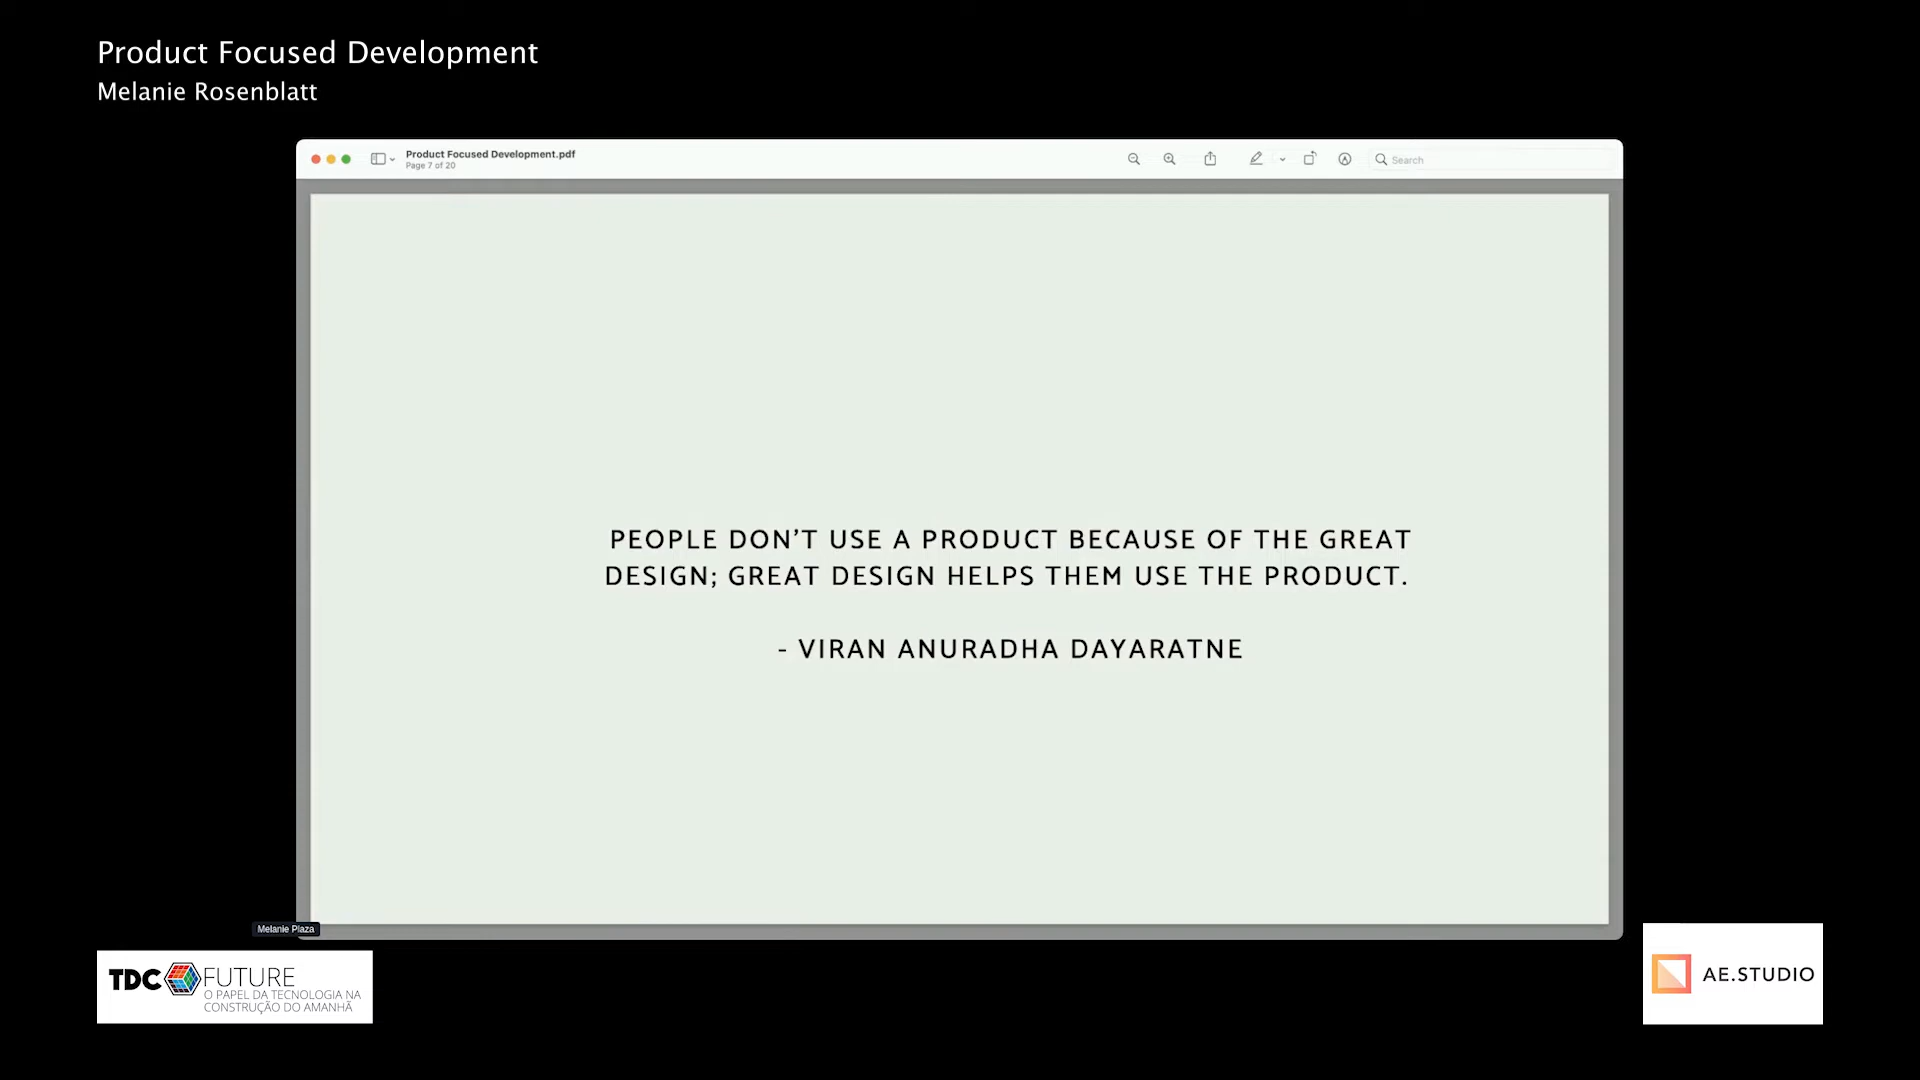 Product Focused Development
Melanie Rosenblatt
Product Focused Development.pdf
Page 7 of 20
Search
PEOPLE DON'T USE A PRODUCT BECAUSE OF THE GREAT
DESIGN; GREAT DESIGN HELPS THEM USE THE PRODUCT.
- VIRAN ANURADHA DAYARATNE
Melanie Plaza
TDC FUTURE
O PAPEL DA TECNOLOGIA NA
CONSTRUÇÃO DO AMANHÃ
AE.STUDIO